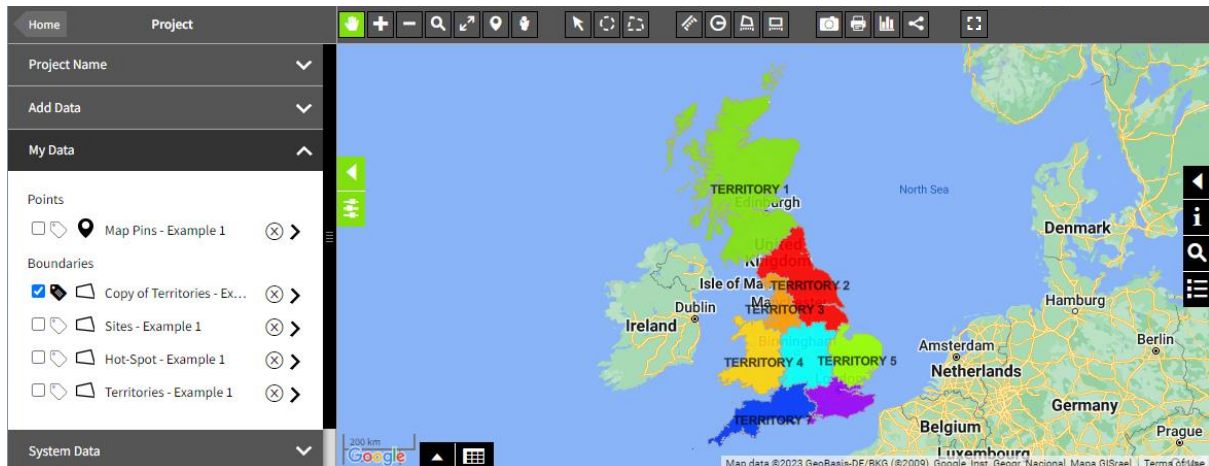 Home
Project
Project Name
Add Data
My Data
Points
Map Pins - Example 1
Boundaries
Copy of Territories - Ex...
Sites - Example 1
Hot-Spot - Example 1
Territories - Example 1
System Data
TERRITORY 1
Edinburgh
North Sea
United
Kingdom
Denmark
Isle of Ma
TERRITORY 2
Dublin
TERRITORY 3
Hamburg
Ireland
Birmingham
Amsterdam
Berlin
TERRITORY 4
TERRITORY 5
Netherlands
London
Germany
TERRITORY 7
Belgium
Prague
200 km
Google
Luxembourg
Map data ©2023 GeoBasis-DE/BKG (©2009), Google, Inst. Geogr. Nacional, Mapa GISrael
Terms of Use